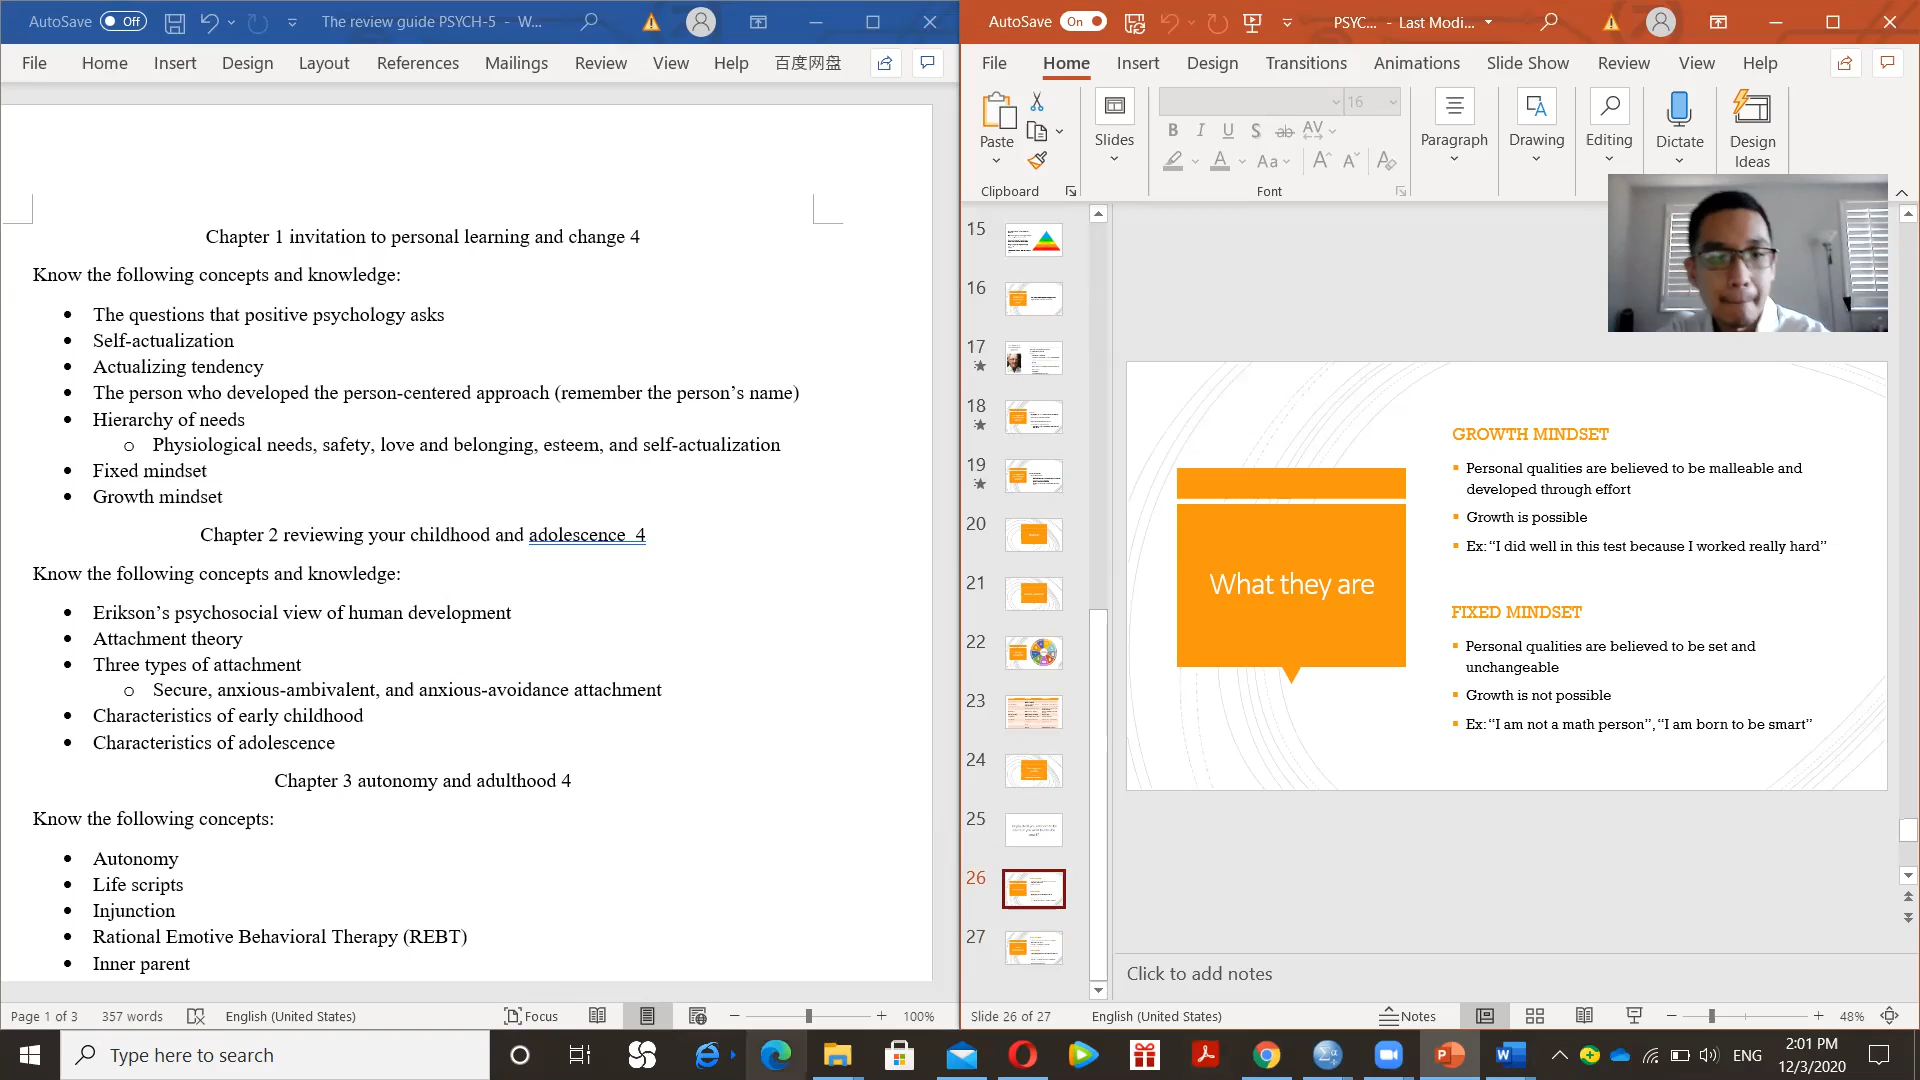 AutoSave Off The review guide PSYCH-5 - W...
File Home Insert Design Layout References Mailings Review View Help 百度网盘
Chapter 1 invitation to personal learning and change 4
Know the following concepts and knowledge:
• The questions that positive psychology asks
• Self-actualization
• Actualizing tendency
• The person who developed the person-centered approach (remember the person’s name)
• Hierarchy of needs
o Physiological needs, safety, love and belonging, esteem, and self-actualization
• Fixed mindset
• Growth mindset
Chapter 2 reviewing your childhood and adolescence 4
Know the following concepts and knowledge:
• Erikson’s psychosocial view of human development
• Attachment theory
• Three types of attachment
o Secure, anxious-ambivalent, and anxious-avoidance attachment
• Characteristics of early childhood
• Characteristics of adolescence
Chapter 3 autonomy and adulthood 4
Know the following concepts:
• Autonomy
• Life scripts
• Injunction
• Rational Emotive Behavioral Therapy (REBT)
• Inner parent
Page 1 of 3 357 words English (United States) Focus 100%
AutoSave On PSYC... - Last Modi...
File Home Insert Design Transitions Animations Slide Show Review View Help
16
Paste Slides Paragraph Drawing Editing Dictate Design
Ideas
Clipboard Font
15
16
17
18
19
20
21
22
23
24
25
26
27
What they are
GROWTH MINDSET
Personal qualities are believed to be malleable and
developed through effort
Growth is possible
Ex: “I did well in this test because I worked really hard”
FIXED MINDSET
Personal qualities are believed to be set and
unchangeable
Growth is not possible
Ex: “I am not a math person”, “I am born to be smart”
Click to add notes
Slide 26 of 27 English (United States) Notes 48%
Type here to search
ENG
2:01 PM
12/3/2020